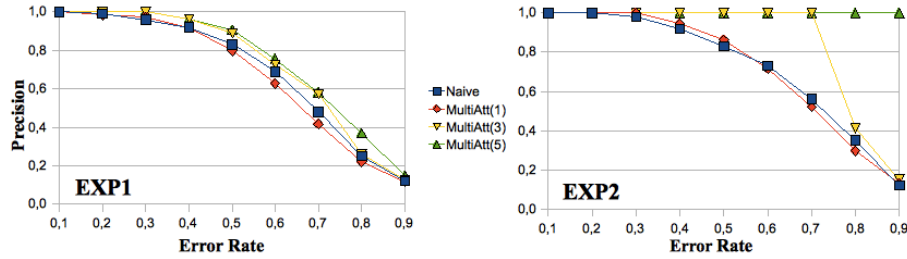 1,0
0,8
0,6
0,4
0,2
0,0
Precision
EXP1
0,1 0,2 0,3 0,4 0,5 0,6 0,7 0,8 0,9
Error Rate
Naive
MultiAtt(1)
MultiAtt(3)
MultiAtt(5)
1,0
0,8
0,6
0,4
0,2
0,0
EXP2
0,1 0,2 0,3 0,4 0,5 0,6 0,7 0,8 0,9
Error Rate